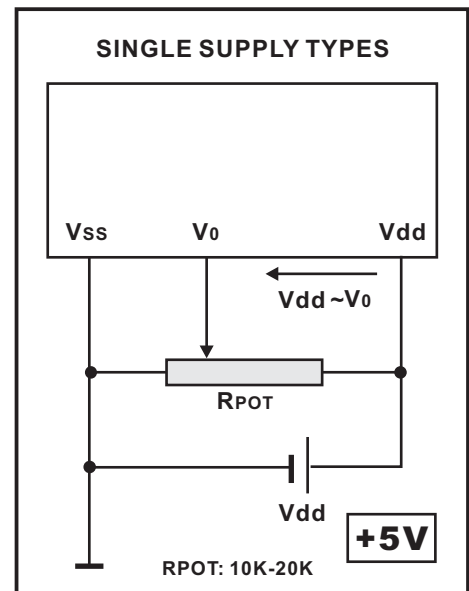 SINGLE SUPPLY TYPES
Vss V0 Vdd
Vdd ~V0
RPOT
Vdd
+5V
RPOT: 10K-20K